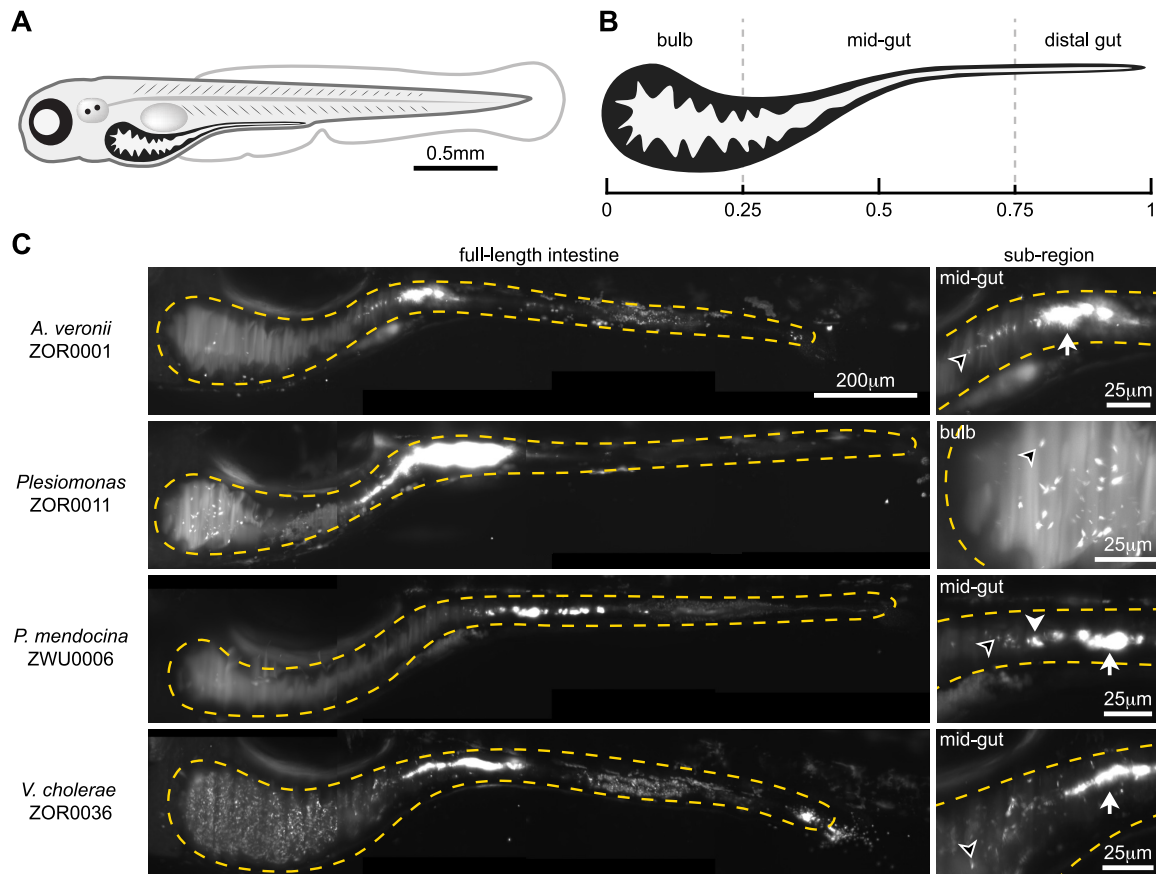 A
0.5mm
B
bulb mid-gut distal gut
0 0.25 0.5 0.75 1
C
full-length intestine sub-region
A. veronii
ZOR0001
200μm
mid-gut
25μm
Plesiomonas
ZOR0011
bulb
25μm
P. mendocina
ZWU0006
mid-gut
25μm
V. cholerae
ZOR0036
mid-gut
25μm